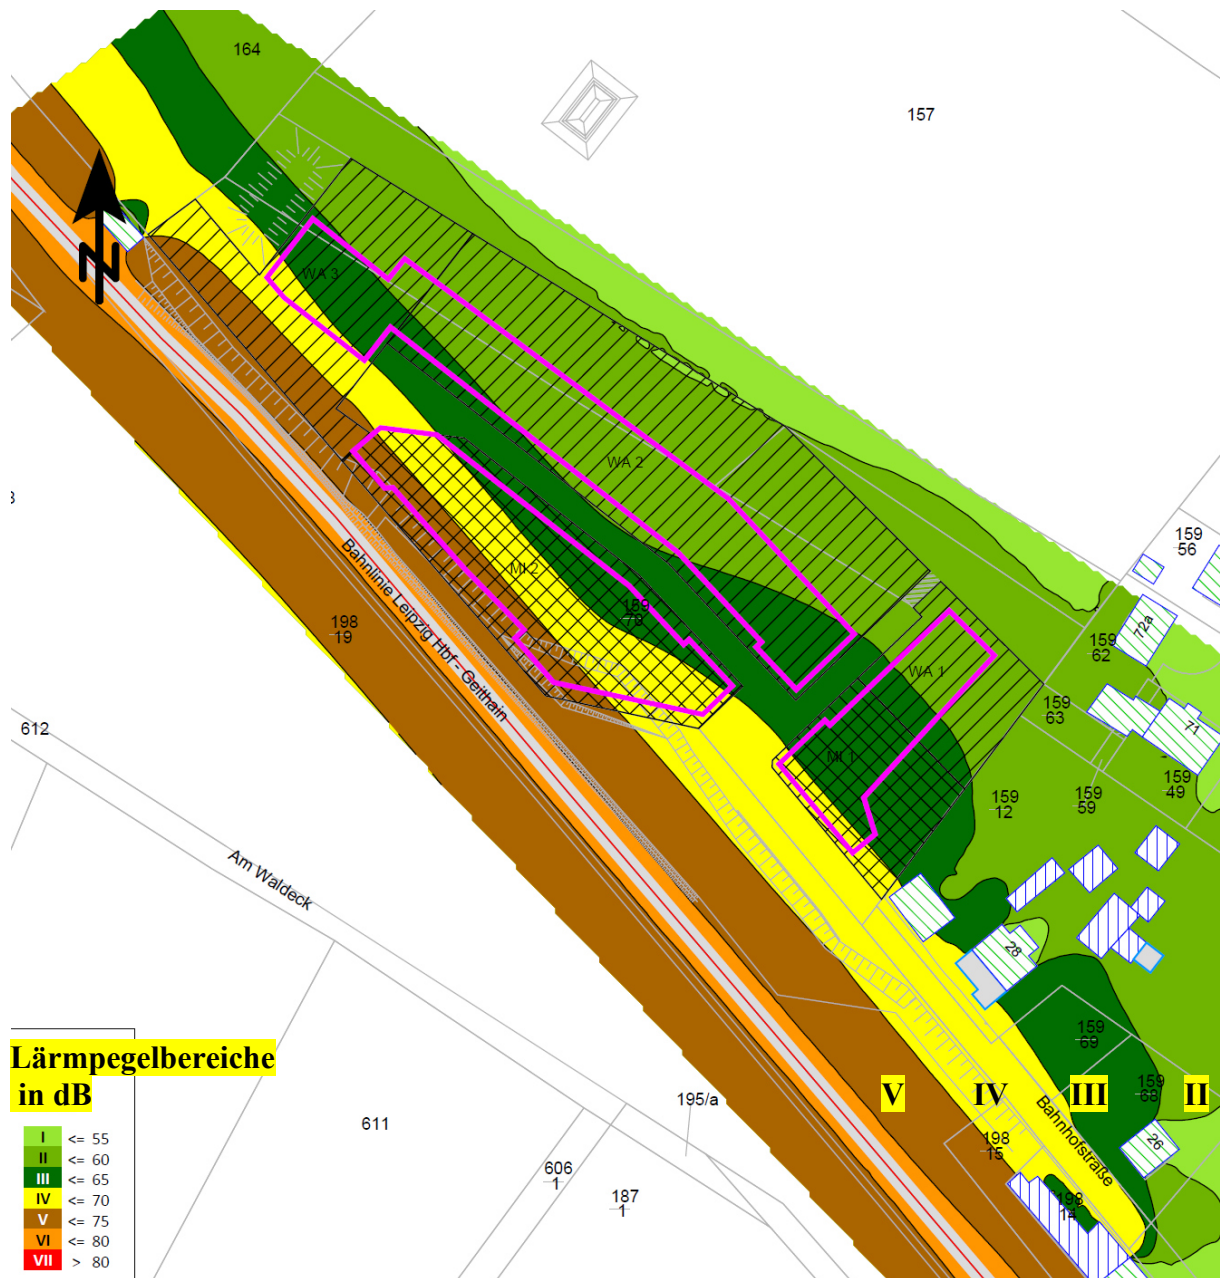 164
157
N
WA 3
WA 2
159
56
72a
159
62
198
19
Bahnlinie Leipzig Hbf - Geithain
MI 2
159
70
WA 1
159
63
71
612
MI 1
159
12
159
59
159
49
Am Waldeck
28
159
69
Lärmpegelbereiche
in dB
V IV III II
159
68
195/a
611
Bahnhofstraße
198
15
26
606
1
187
1
198
14
I <= 55
II <= 60
III <= 65
IV <= 70
V <= 75
VI <= 80
VII > 80